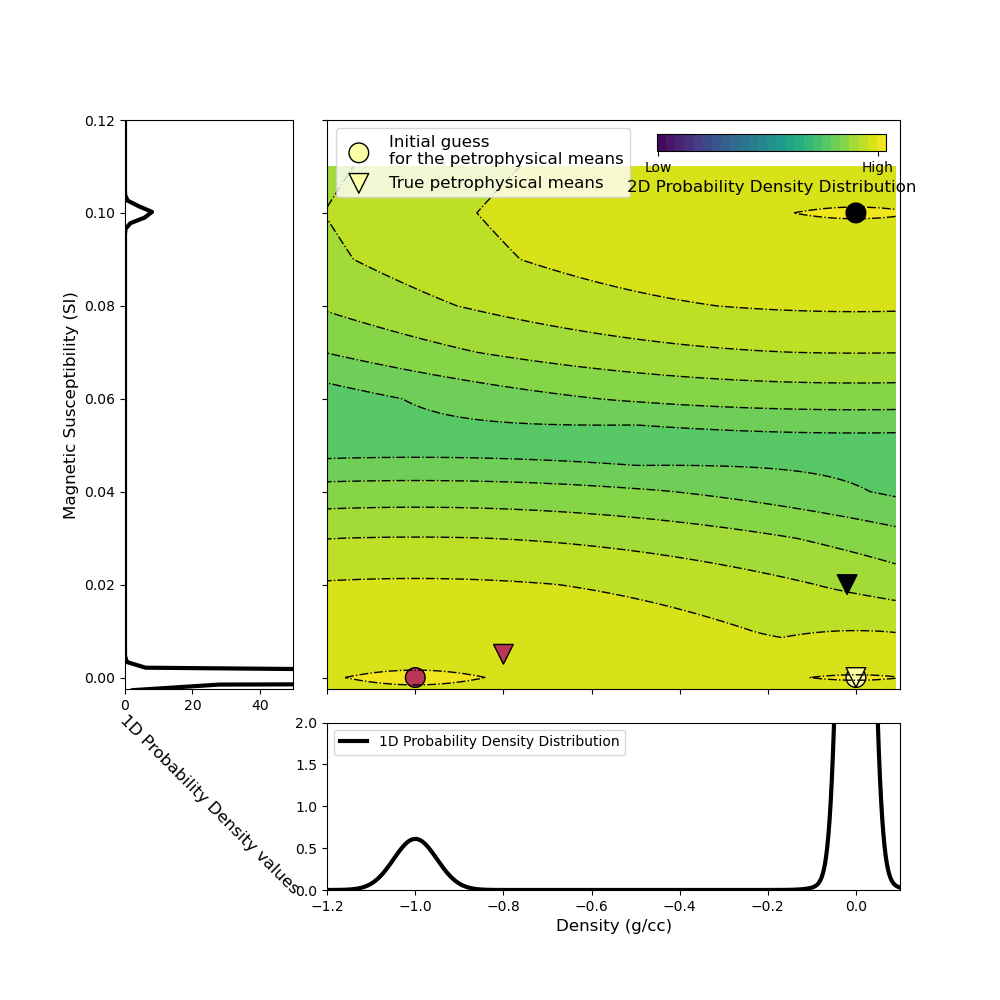 0.12
0.10
0.08
0.06
0.04
0.02
0.00
Magnetic Susceptibility (SI)
0
20
40
1D Probability Density values
Initial guess
for the petrophysical means
True petrophysical means
Low
High
2D Probability Density Distribution
2.0
1.5
1.0
0.5
0.0
1D Probability Density Distribution
−1.2
−1.0
−0.8
−0.6
−0.4
−0.2
0.0
Density (g/cc)